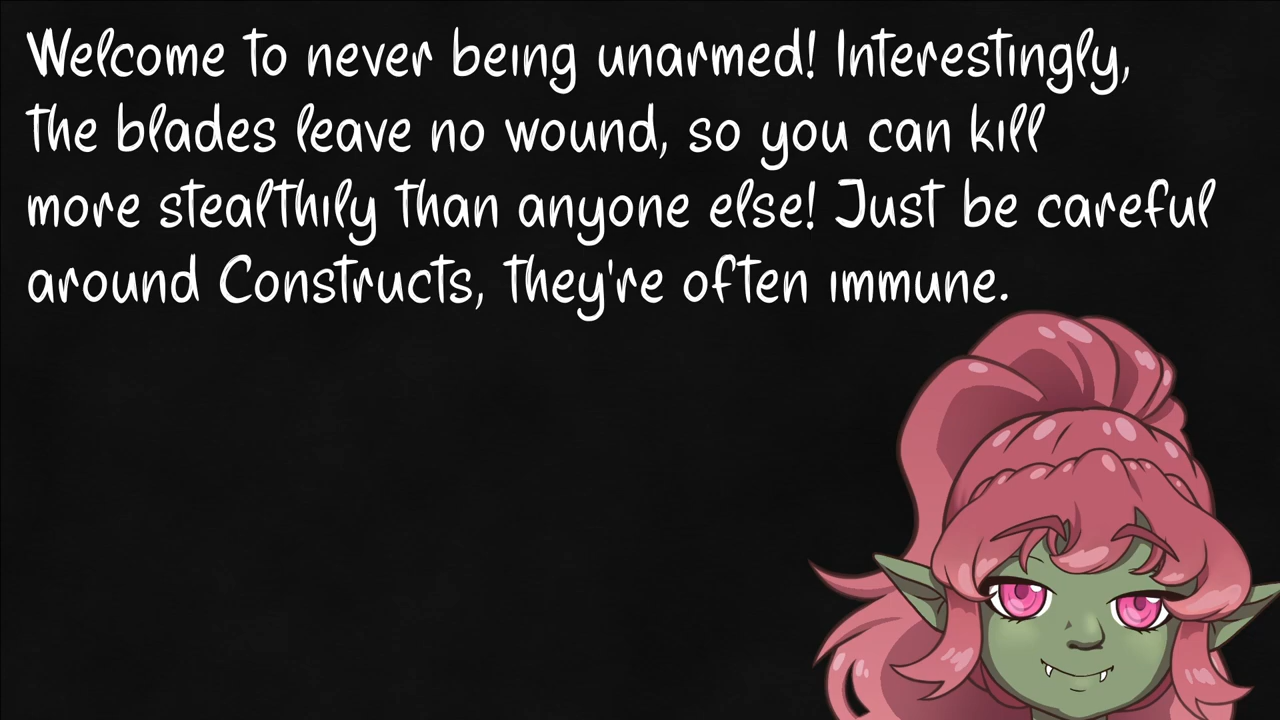 Welcome to never being unarmed! Interestingly,
the blades leave no wound, so you can kill
more stealthily than anyone else! Just be careful
around Constructs, they're often immune.